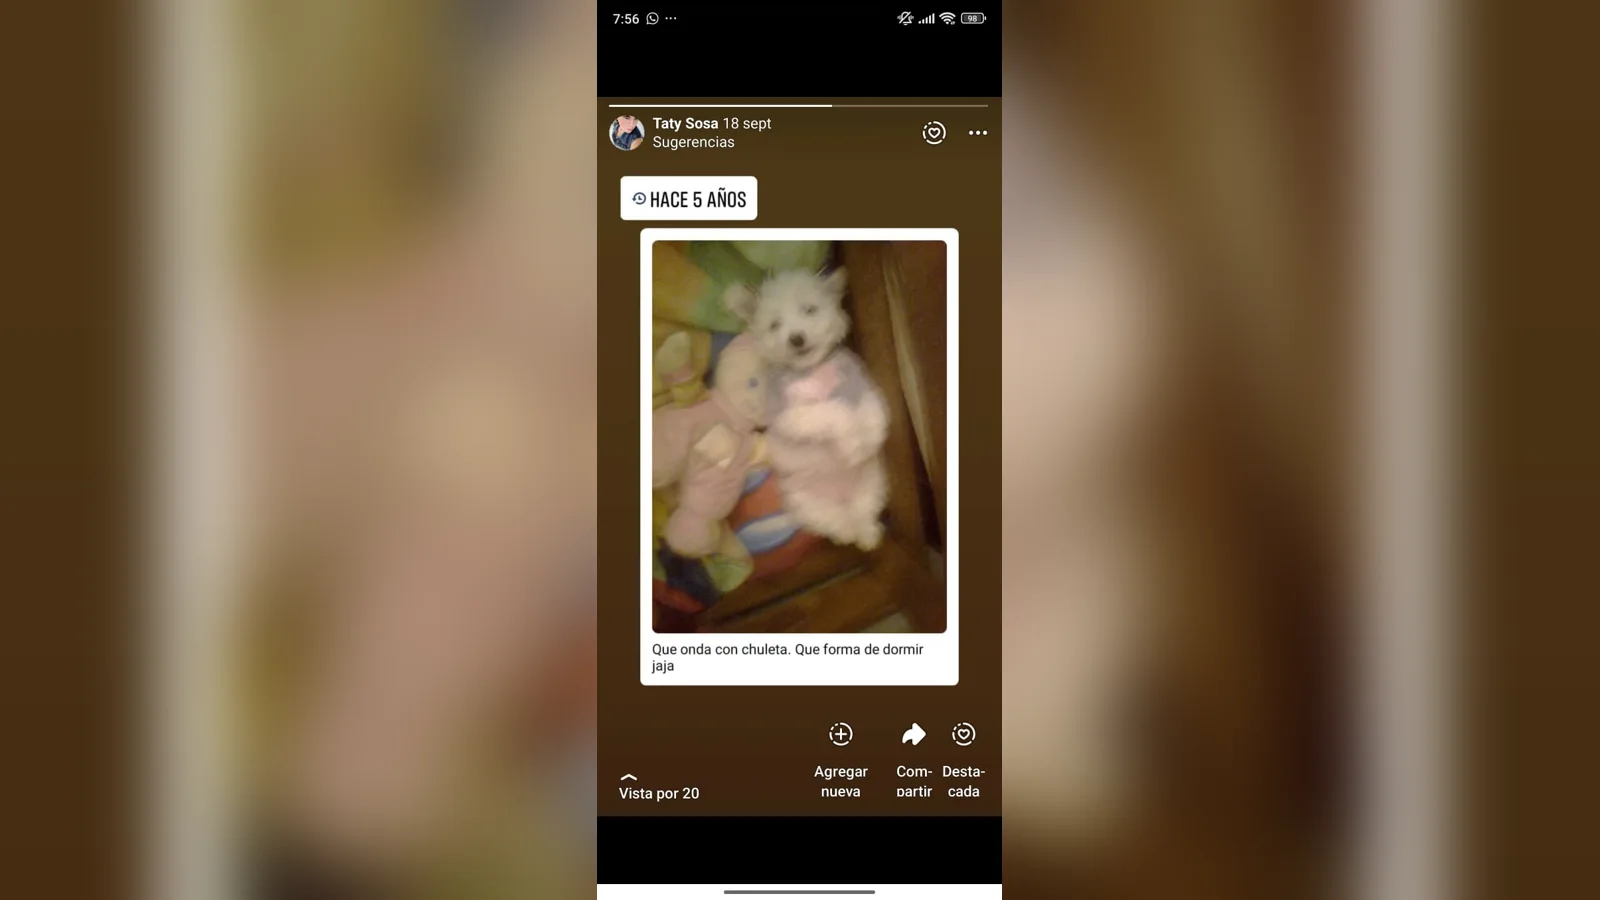 7:56
98
Taty Sosa 18 sept
Sugerencias
HACE 5 AÑOS
Que onda con chuleta. Que forma de dormir
jaja
Agregar
nueva
Com-
partir
Desta-
cada
Vista por 20